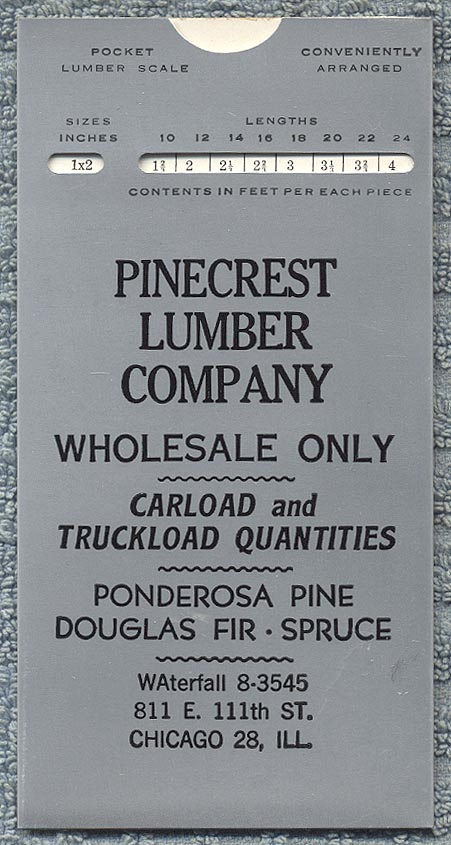 POCKET CONVENIENTLY
LUMBER SCALE ARRANGED
SIZES LENGTHS
INCHES 10 12 14 16 18 20 22 24
1x2 1⅔ 2 2⅓ 2⅔ 3 3⅓ 3⅔ 4
CONTENTS IN FEET PER EACH PIECE
PINECREST
LUMBER
COMPANY
WHOLESALE ONLY
CARLOAD and
TRUCKLOAD QUANTITIES
PONDEROSA PINE
DOUGLAS FIR · SPRUCE
WAterfall 8-3545
811 E. 111th ST.
CHICAGO 28, ILL.